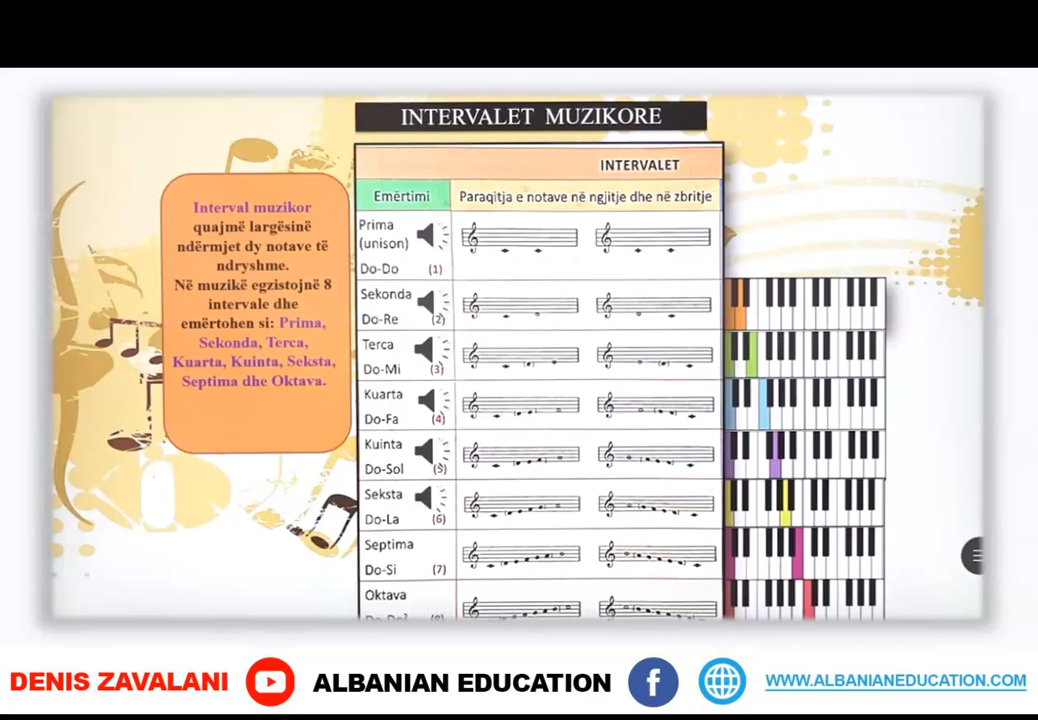 INTERVALET MUZIKORE
INTERVALET
Emërtimi
Paraqitja e notave në ngjitje dhe në zbritje
Interval muzikor
quajmë largësinë
ndërmjet dy notave të
ndryshme.
Në muzikë egzistojnë 8
intervale dhe
emërtohen si: Prima,
Sekonda, Terca,
Kuarta, Kuinta, Seksta,
Septima dhe Oktava.
Prima
(unison)
Do-Do (1)
Sekonda
Do-Re (2)
Terca
Do-Mi (3)
Kuarta
Do-Fa (4)
Kuinta
Do-Sol (5)
Seksta
Do-La (6)
Septima
Do-Si (7)
Oktava
DENIS ZAVALANI
ALBANIAN EDUCATION
WWW.ALBANIANEDUCATION.COM